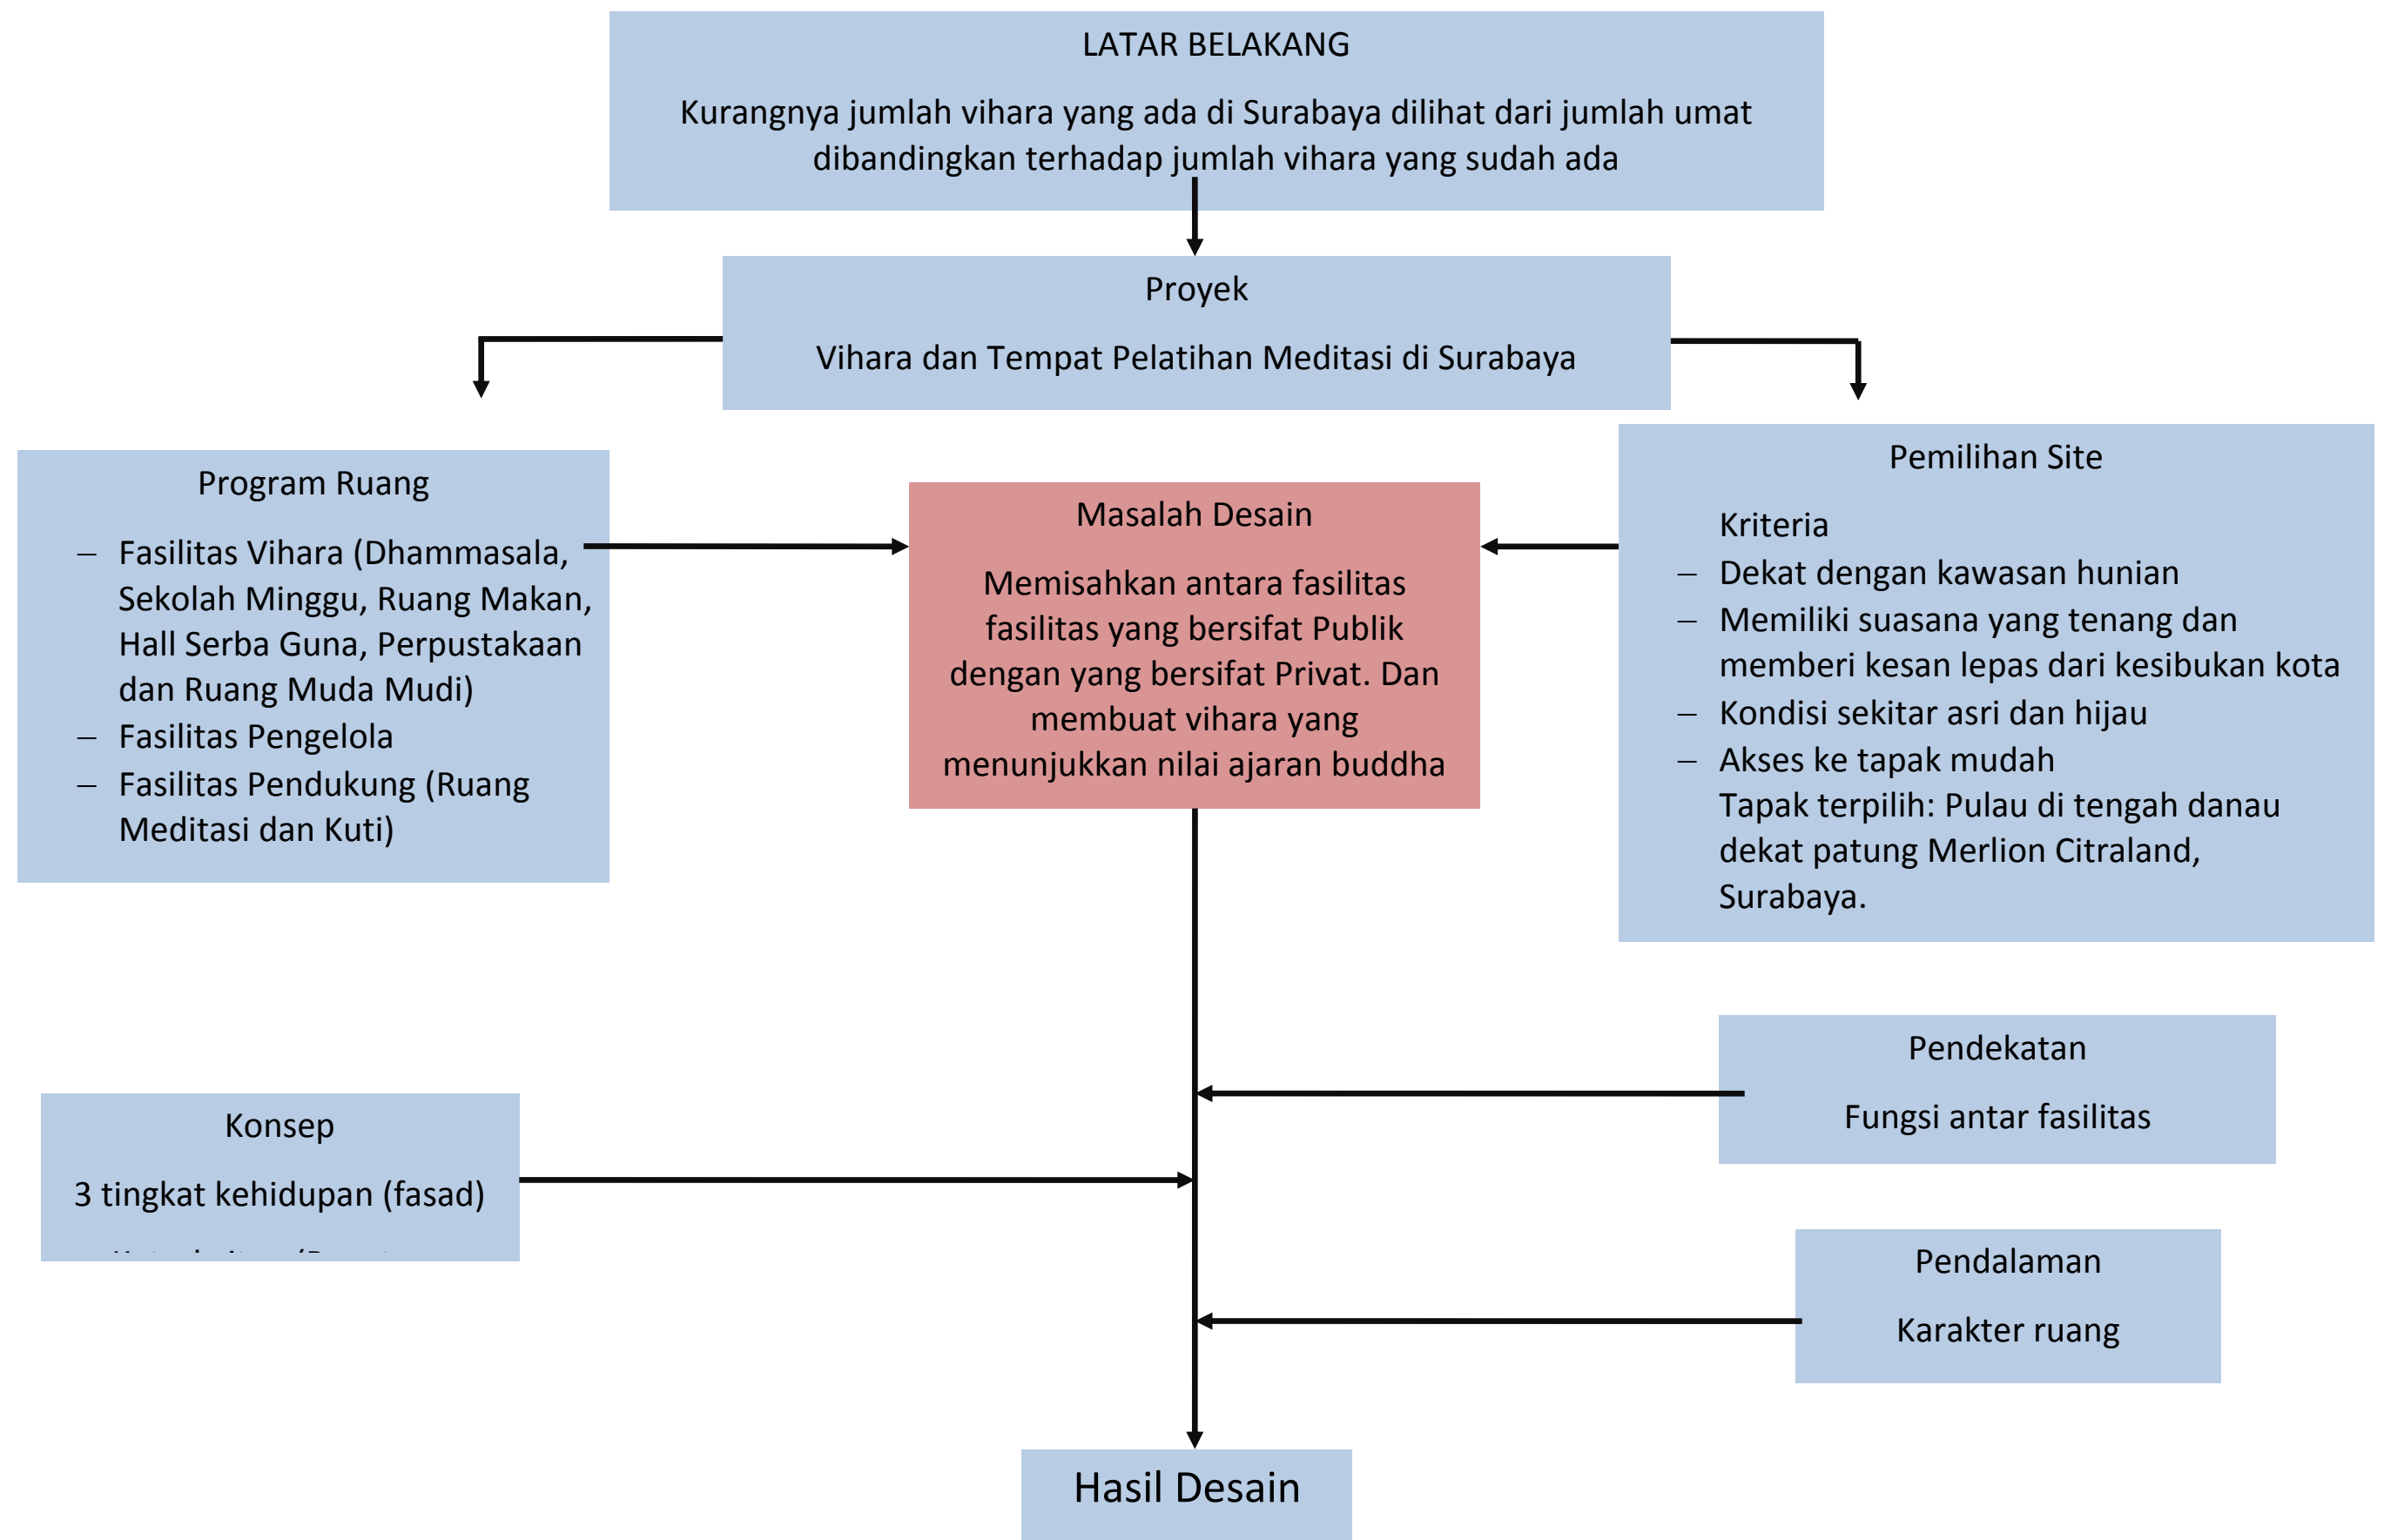 LATAR BELAKANG
Kurangnya jumlah vihara yang ada di Surabaya dilihat dari jumlah umat
dibandingkan terhadap jumlah vihara yang sudah ada
Proyek
Vihara dan Tempat Pelatihan Meditasi di Surabaya
Program Ruang
– Fasilitas Vihara (Dhammasala,
Sekolah Minggu, Ruang Makan,
Hall Serba Guna, Perpustakaan
dan Ruang Muda Mudi)
– Fasilitas Pengelola
– Fasilitas Pendukung (Ruang
Meditasi dan Kuti)
Masalah Desain
Memisahkan antara fasilitas
fasilitas yang bersifat Publik
dengan yang bersifat Privat. Dan
membuat vihara yang
menunjukkan nilai ajaran buddha
Pemilihan Site
Kriteria
– Dekat dengan kawasan hunian
– Memiliki suasana yang tenang dan
memberi kesan lepas dari kesibukan kota
– Kondisi sekitar asri dan hijau
– Akses ke tapak mudah
Tapak terpilih: Pulau di tengah danau
dekat patung Merlion Citraland,
Surabaya.
Pendekatan
Fungsi antar fasilitas
Konsep
3 tingkat kehidupan (fasad)
Pendalaman
Karakter ruang
Hasil Desain